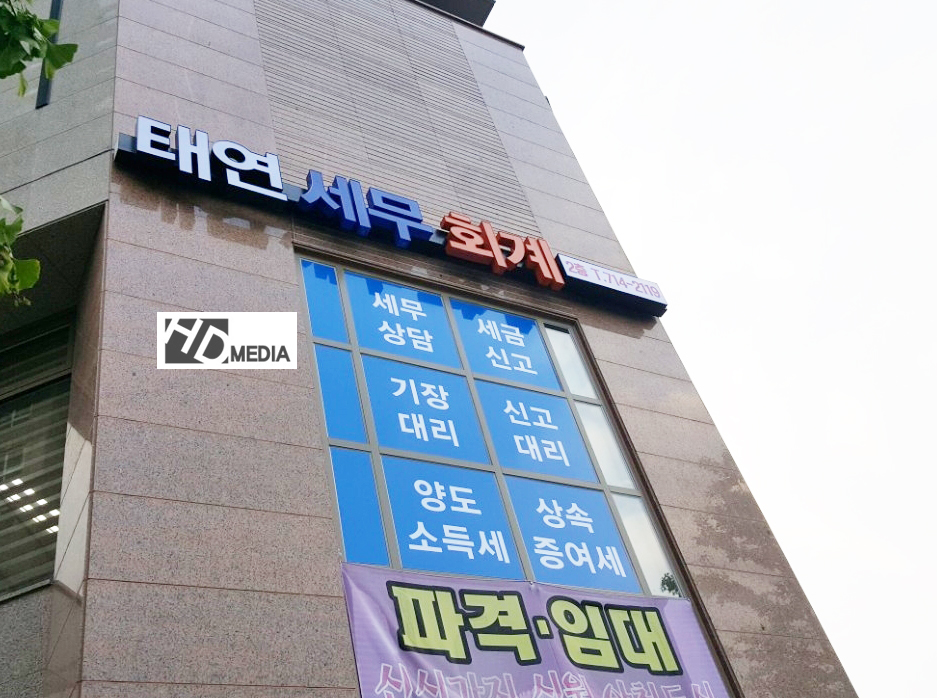 태연 세무 회계 2층 T.714-2119
세무
상담
세금
신고
기장
대리
신고
대리
양도
소득세
상속
증여세
파격·임대
HD MEDIA